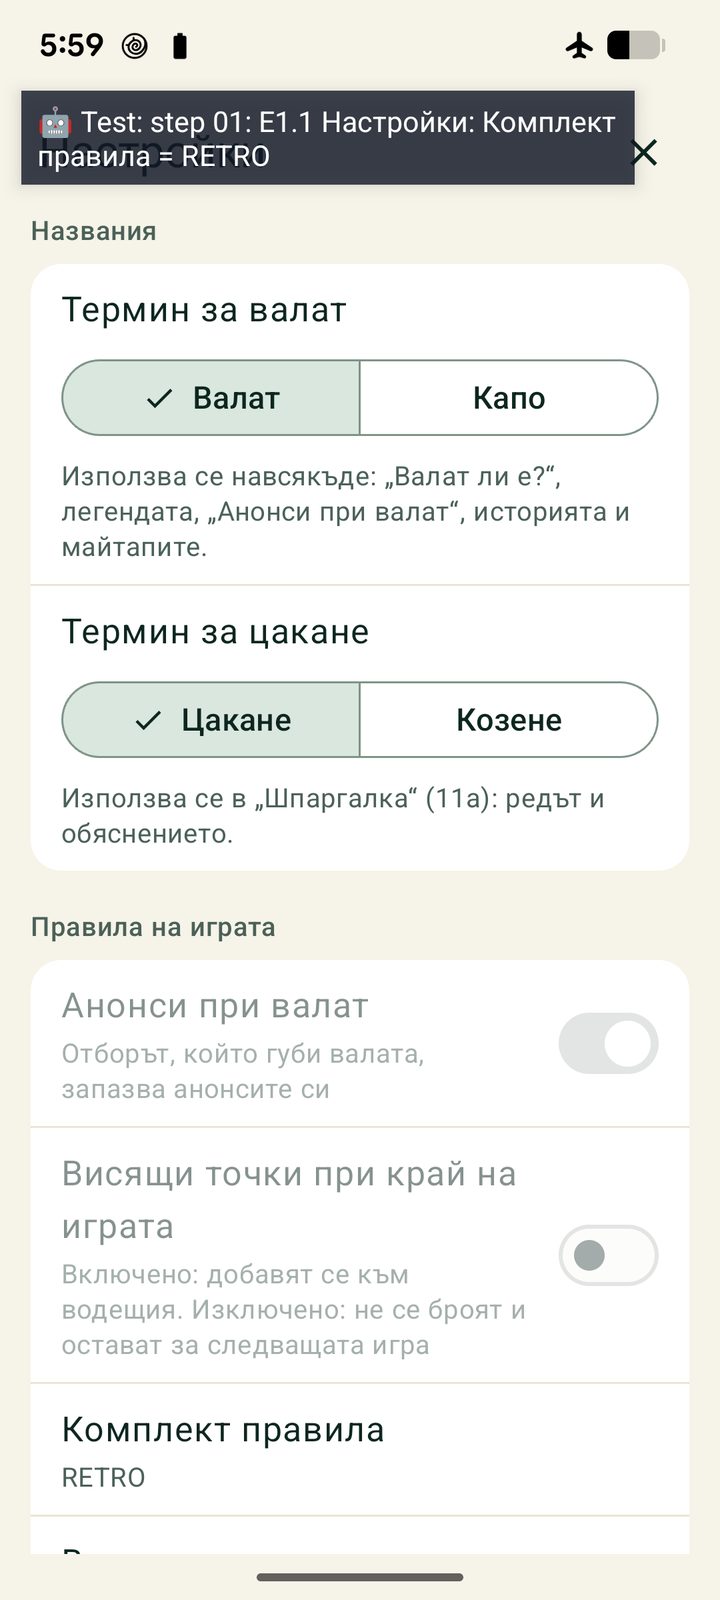 5:59
🤖 Test: step 01: E1.1 Настройки: Комплект
правила = RETRO
Названия
Термин за валат
Валат
Капо
Използва се навсякъде: „Валат ли е?“,
легендата, „Анонси при валат“, историята и
майтапите.
Термин за цакане
Цакане
Козене
Използва се в „Шпаргалка“ (11а): редът и
обяснението.
Правила на играта
Анонси при валат
Отборът, който губи валата,
запазва анонсите си
Висящи точки при край на
играта
Включено: добавят се към
водещия. Изключено: не се броят и
остават за следващата игра
Комплект правила
RETRO